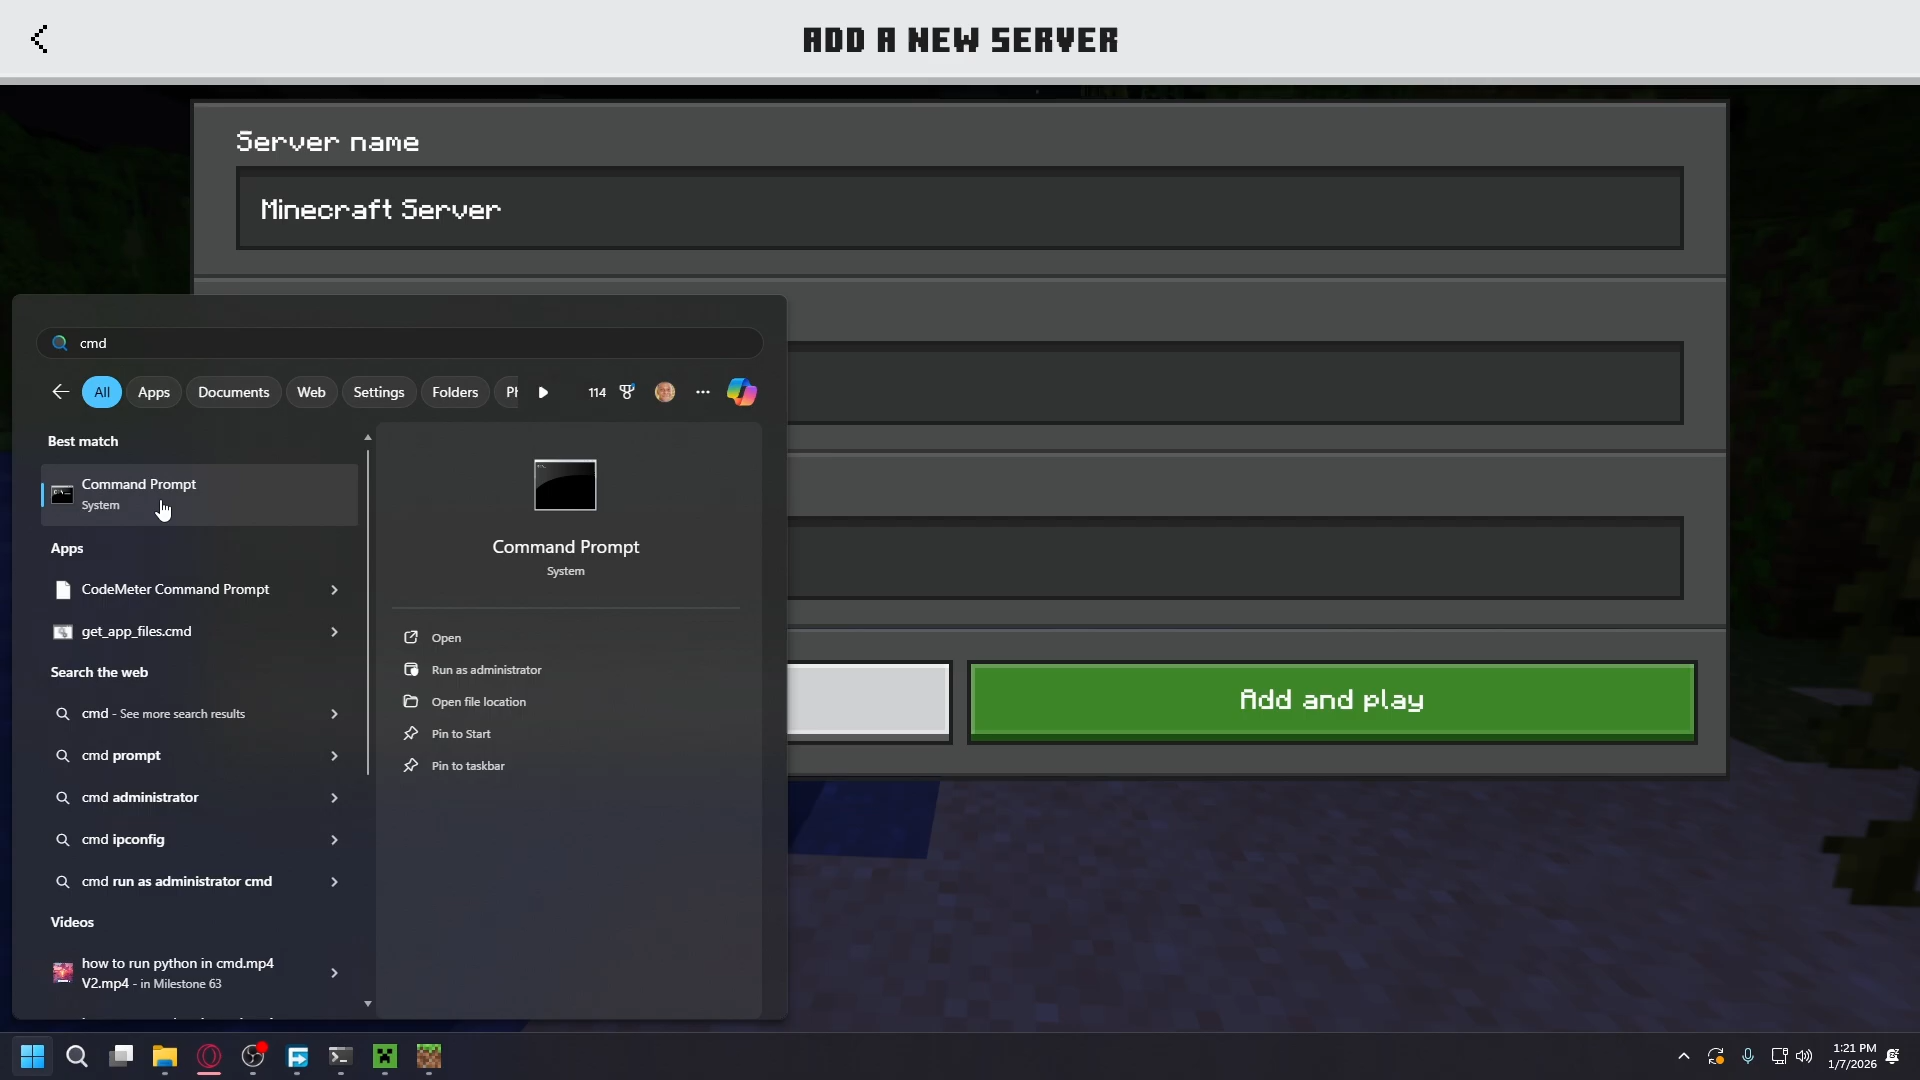 ADD A NEW SERVER
Server name
Minecraft Server
cmd
All
Apps
Documents
Web
Settings
Folders
114
Best match
Command Prompt
System
Apps
CodeMeter Command Prompt
get_app_files.cmd
Search the web
cmd - See more search results
cmd prompt
cmd administrator
cmd ipconfig
cmd run as administrator cmd
Videos
how to run python in cmd.mp4
V2.mp4 - in Milestone 63
Command Prompt
System
Open
Run as administrator
Open file location
Pin to Start
Pin to taskbar
Add and play
1:21 PM
1/7/2026